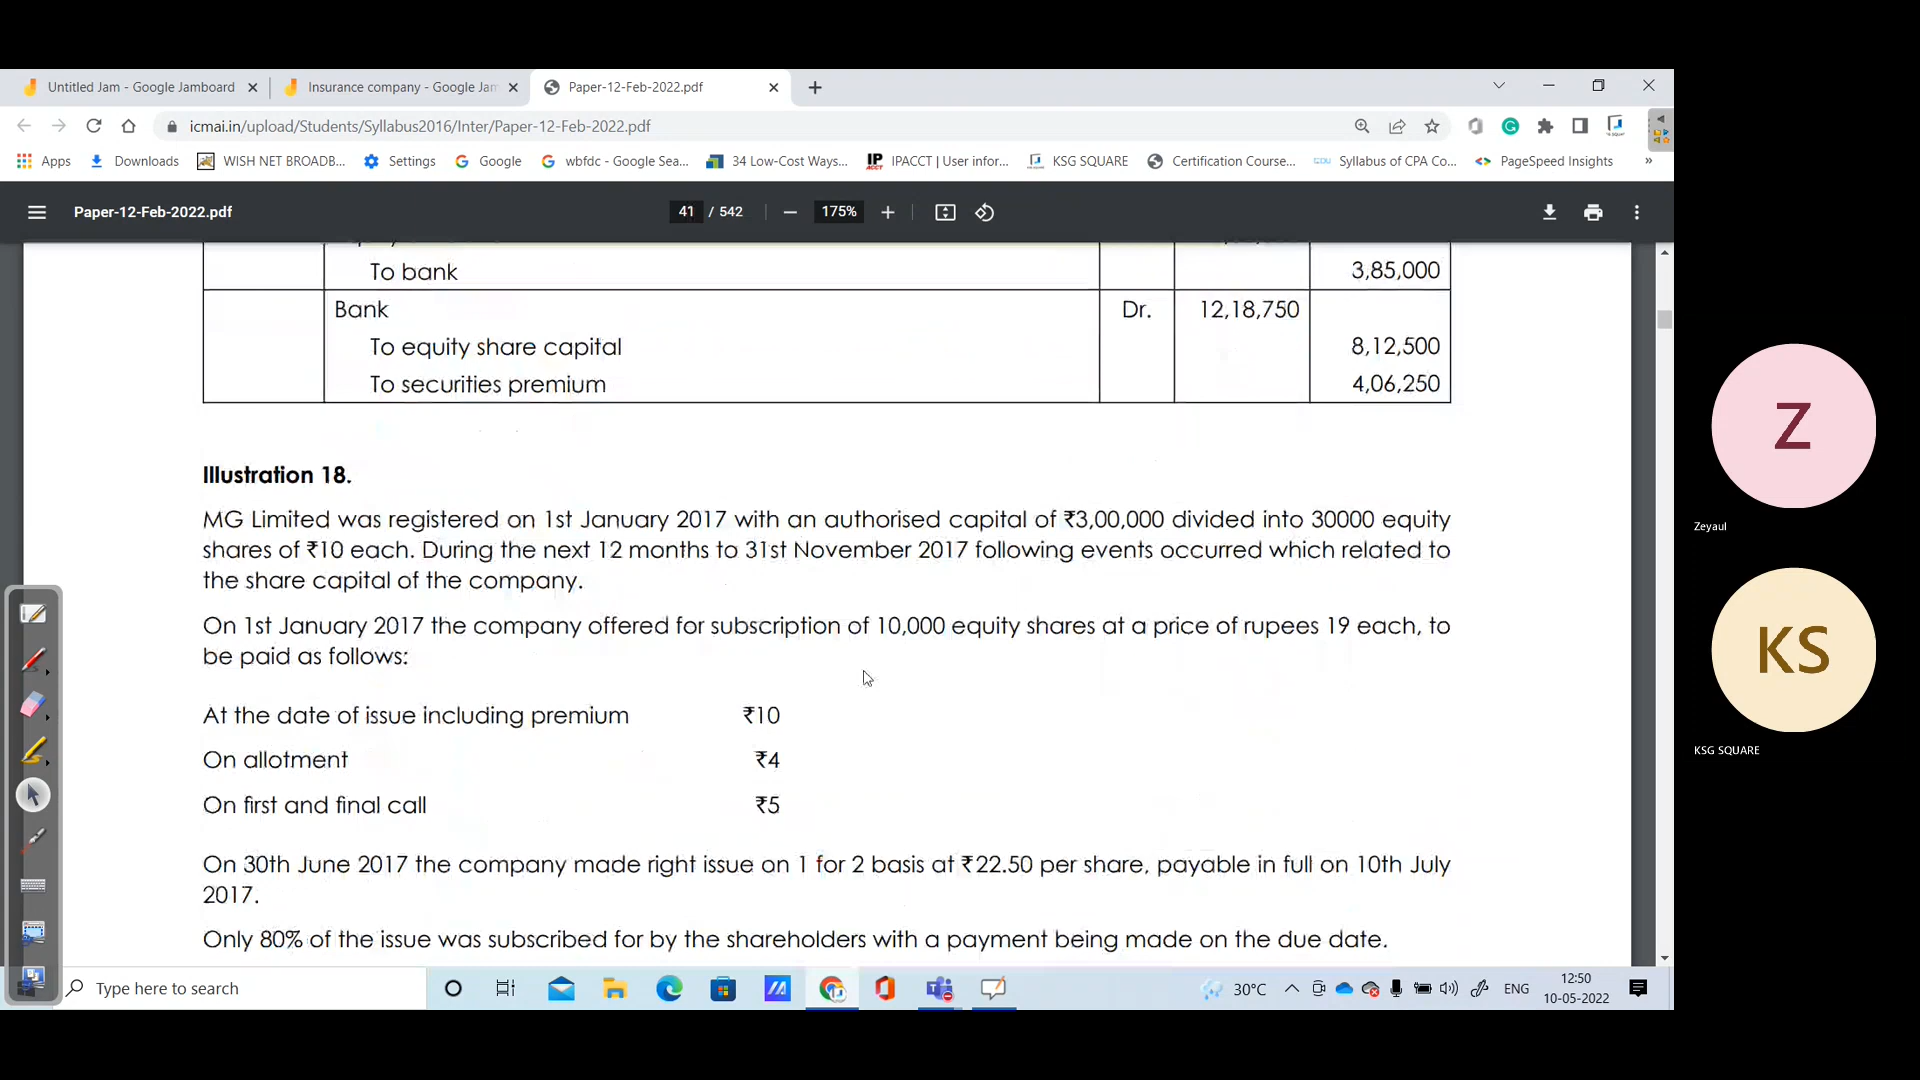 Untitled Jam - Google Jamboard
Insurance company - Google Jam
Paper-12-Feb-2022.pdf
icmai.in/upload/Students/Syllabus2016/Inter/Paper-12-Feb-2022.pdf
Apps
Downloads
WISH NET BROADB...
Settings
Google
wbfdc - Google Sea...
34 Low-Cost Ways...
IPACCT | User infor...
KSG SQUARE
Certification Course...
Syllabus of CPA Co...
PageSpeed Insights
»
Paper-12-Feb-2022.pdf
41 / 542
175%
To bank 3,85,000
Bank Dr. 12,18,750
To equity share capital 8,12,500
To securities premium 4,06,250
Illustration 18.
MG Limited was registered on 1st January 2017 with an authorised capital of ₹3,00,000 divided into 30000 equity
shares of ₹10 each. During the next 12 months to 31st November 2017 following events occurred which related to
the share capital of the company.
On 1st January 2017 the company offered for subscription of 10,000 equity shares at a price of rupees 19 each, to
be paid as follows:
At the date of issue including premium ₹10
On allotment ₹4
On first and final call ₹5
On 30th June 2017 the company made right issue on 1 for 2 basis at ₹22.50 per share, payable in full on 10th July
2017.
Only 80% of the issue was subscribed for by the shareholders with a payment being made on the due date.
Type here to search
30°C
ENG
12:50
10-05-2022
Z
Zeyaul
KS
KSG SQUARE